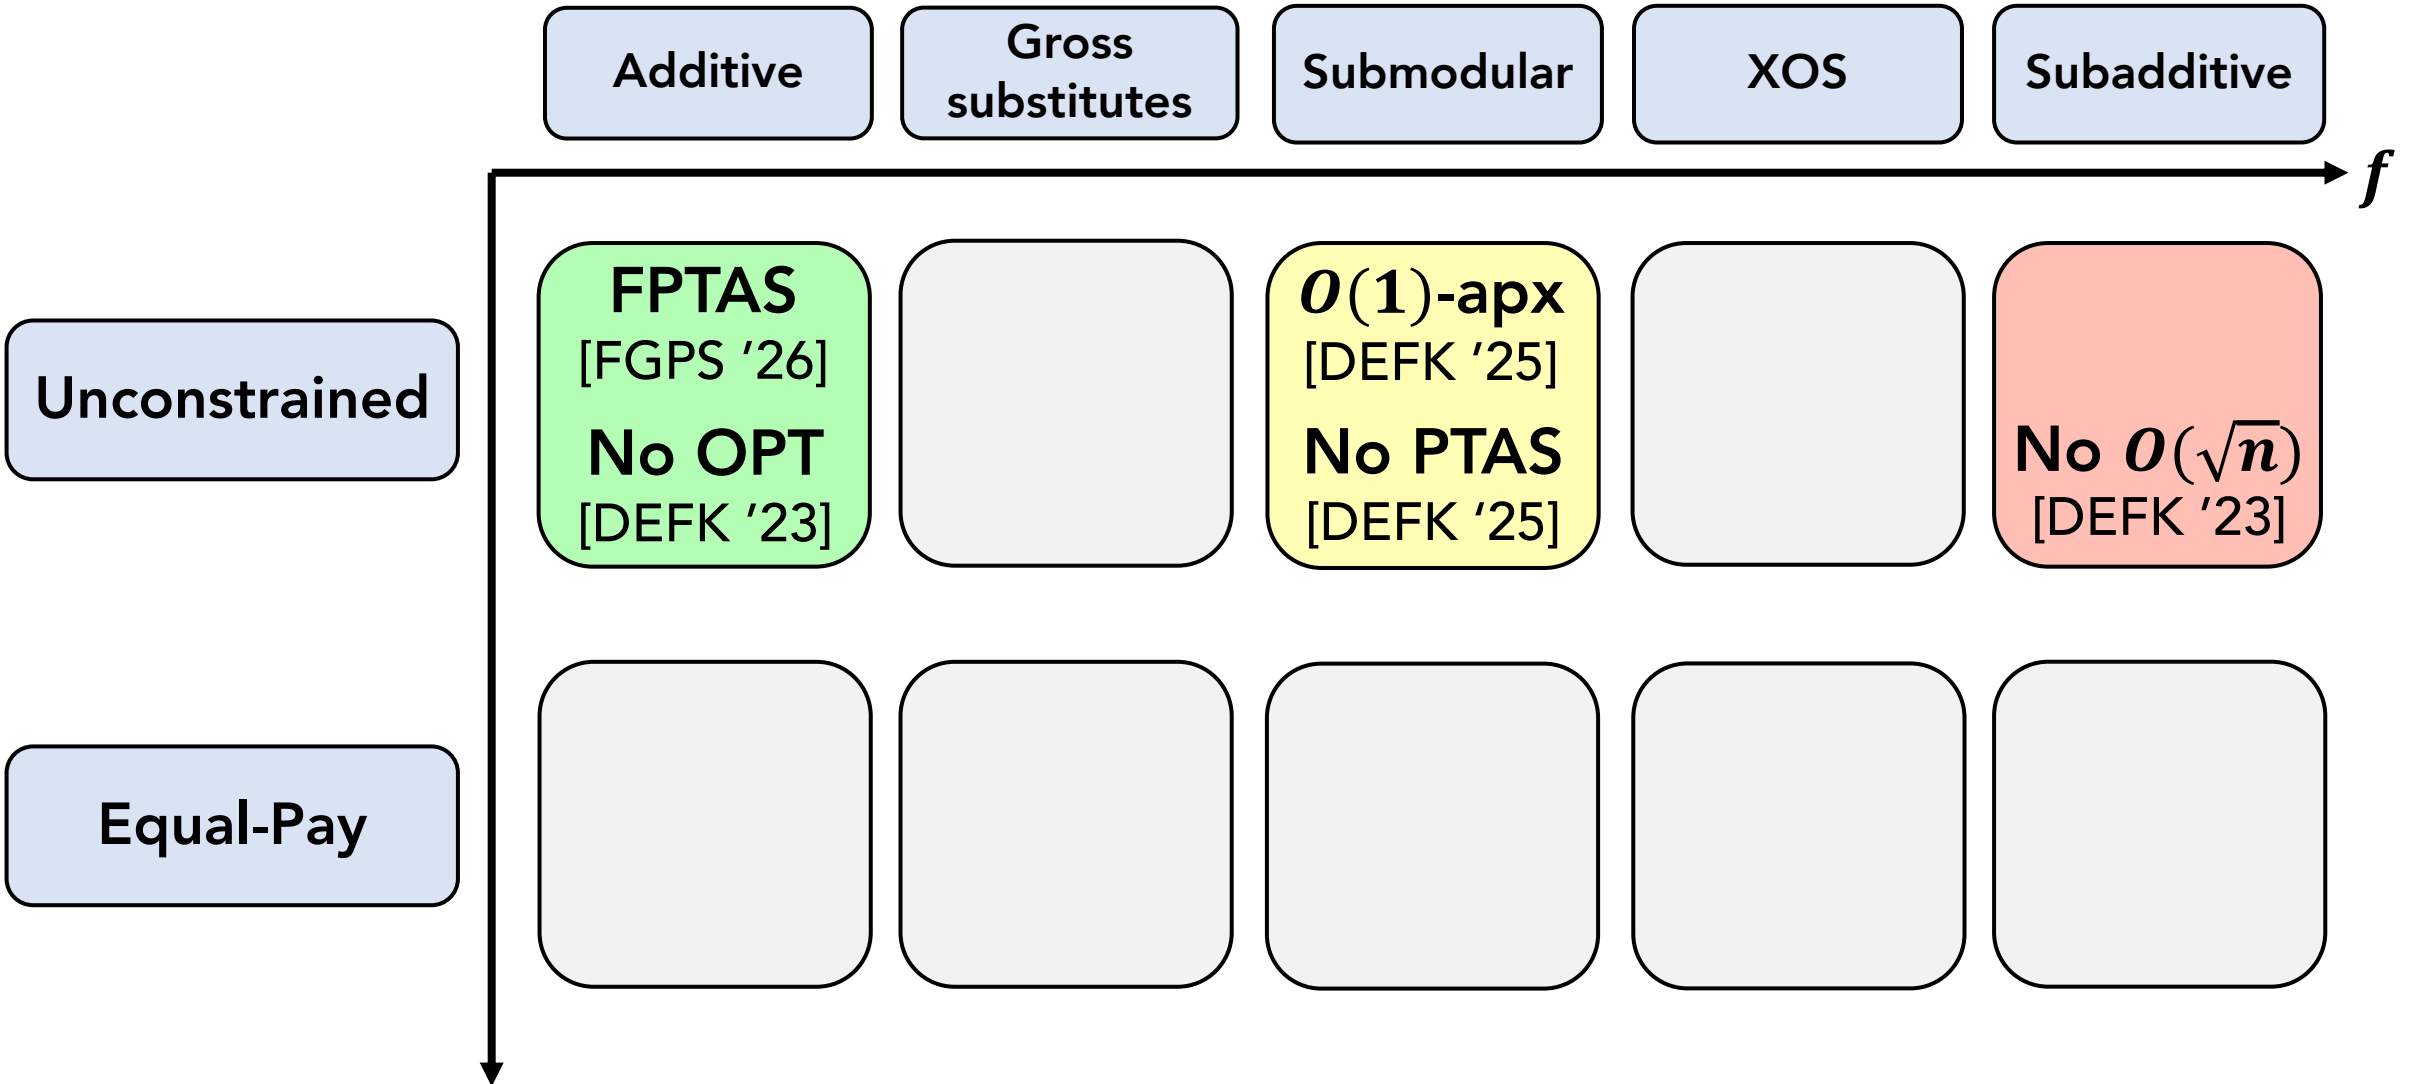 Additive
Gross
substitutes
Submodular
XOS
Subadditive
f
Unconstrained
FPTAS
[FGPS ’26]
No OPT
[DEFK ’23]
O(1)-apx
[DEFK ’25]
No PTAS
[DEFK ‘25]
No O(√n)
[DEFK ’23]
Equal-Pay